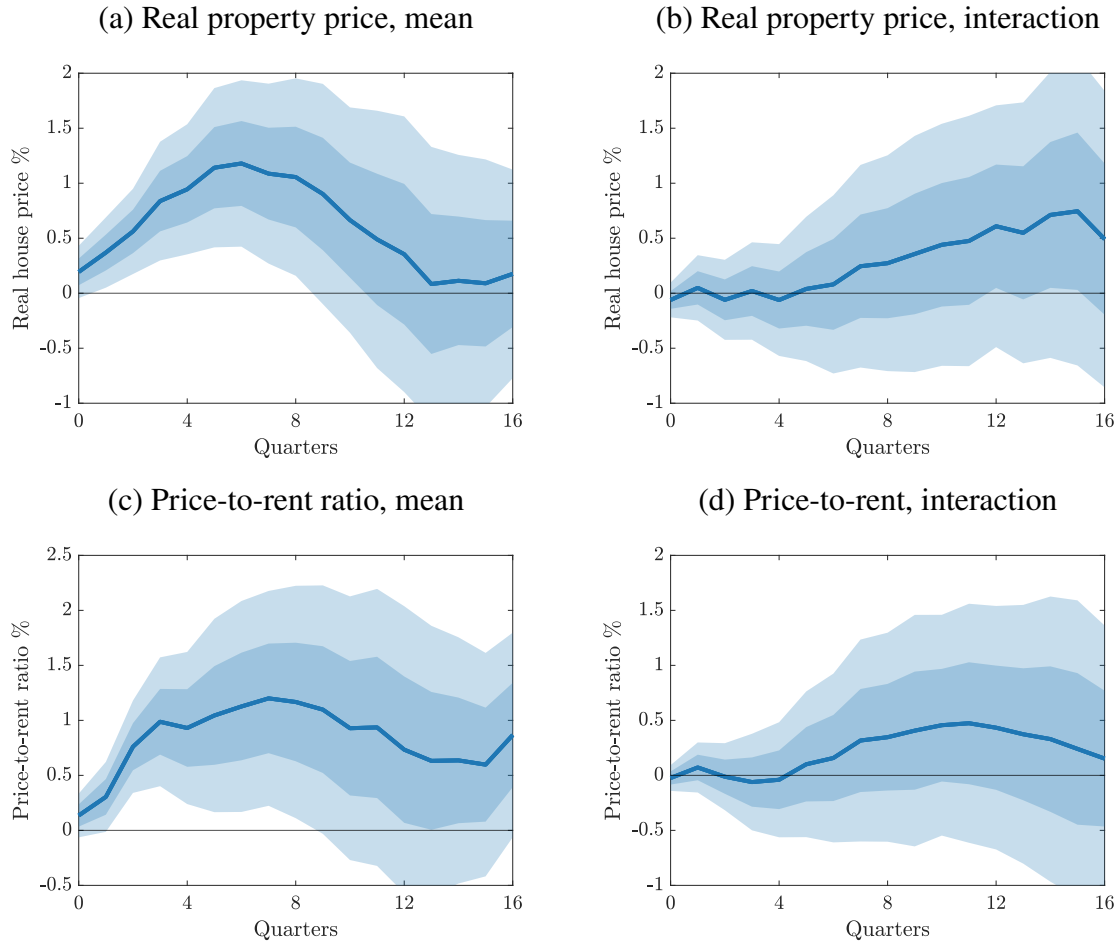 (a) Real property price, mean
Real house price %
2
1.5
1
0.5
0
-0.5
-1
0 4 8 12 16
Quarters
(b) Real property price, interaction
Real house price %
2
1.5
1
0.5
0
-0.5
-1
0 4 8 12 16
Quarters
(c) Price-to-rent ratio, mean
Price-to-rent ratio %
2.5
2
1.5
1
0.5
0
-0.5
0 4 8 12 16
Quarters
(d) Price-to-rent, interaction
Price-to-rent ratio %
2
1.5
1
0.5
0
-0.5
-1
0 4 8 12 16
Quarters